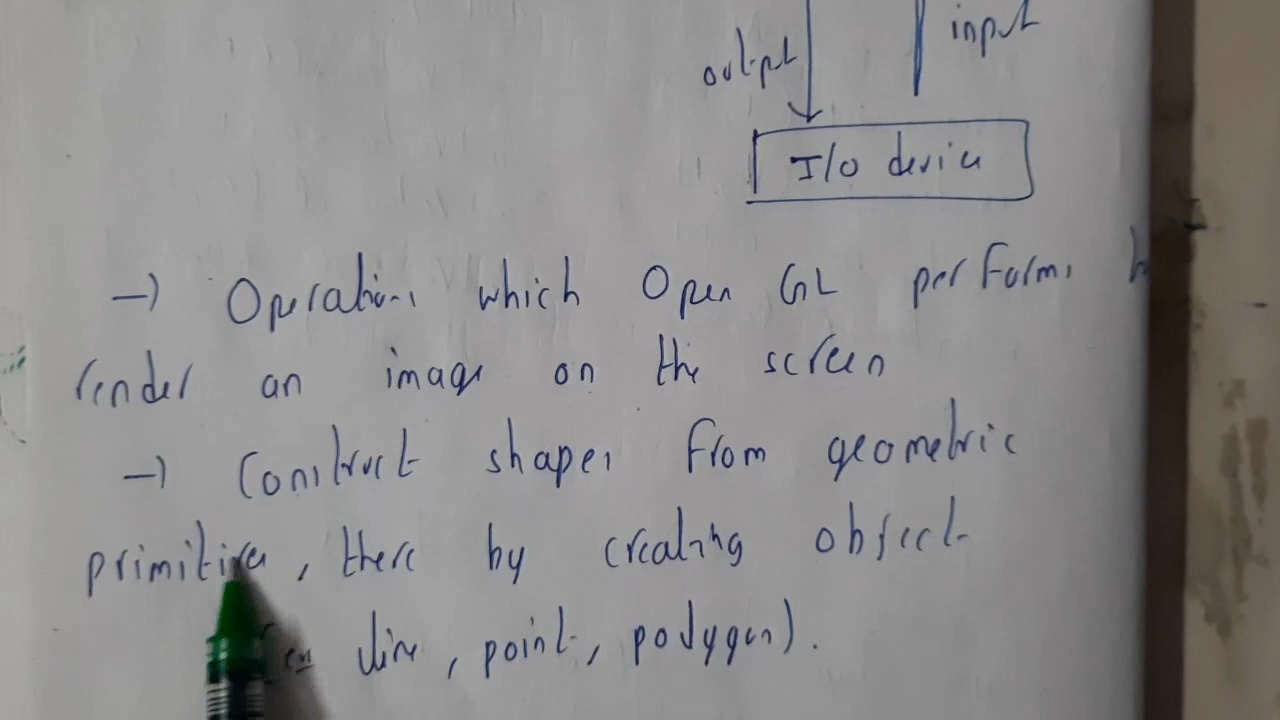 output input
I/O device
→ Operations which Open GL performs
render an image on the screen
→ Construct shapes from geometric
primitives, there by creating object
line, point, polygon).